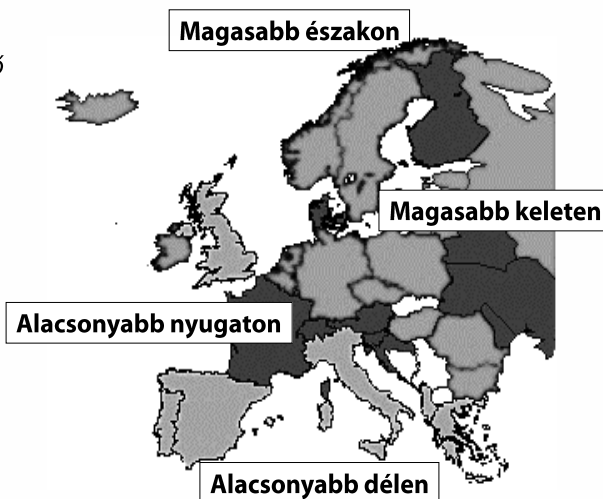 Magasabb északon
ő
Magasabb keleten
Alacsonyabb nyugaton
Alacsonyabb délen